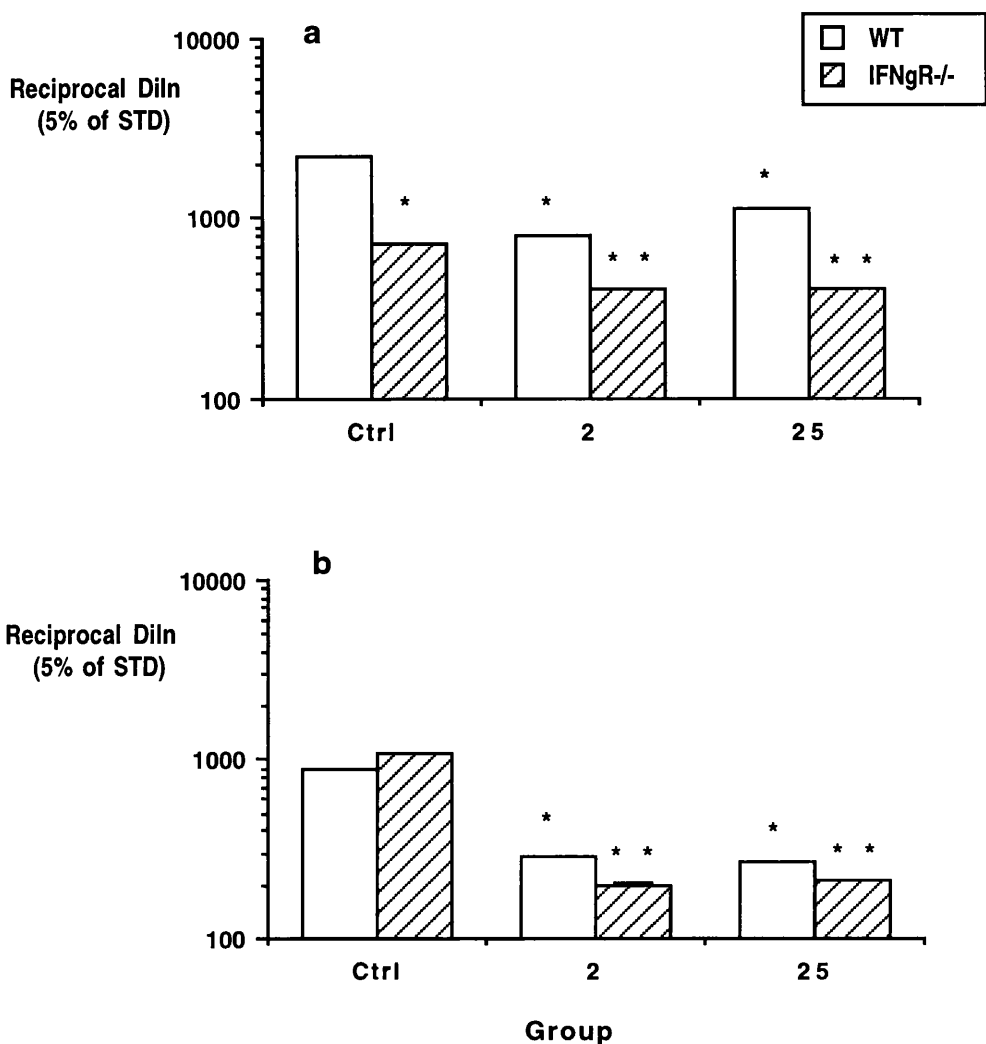 a
WT
IFNgR-/-
Reciprocal Diln
(5% of STD)
10000
1000
100
* * * * * * *
Ctrl 2 25
b
Reciprocal Diln
(5% of STD)
10000
1000
100
* * * * * *
Ctrl 2 25
Group